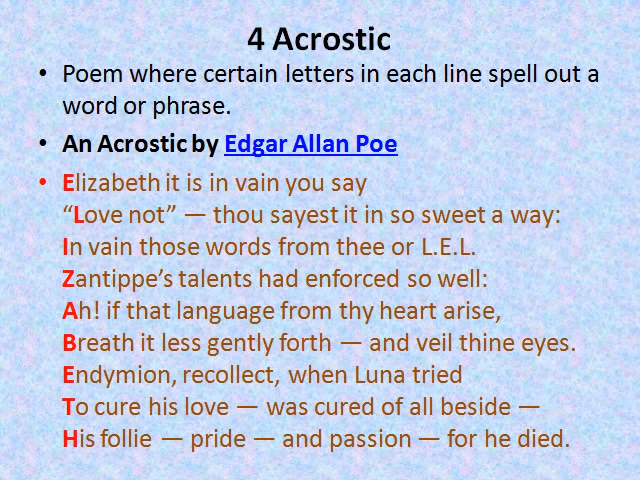 4 Acrostic
• Poem where certain letters in each line spell out a
word or phrase.
• An Acrostic by Edgar Allan Poe
• Elizabeth it is in vain you say
“Love not” — thou sayest it in so sweet a way:
In vain those words from thee or L.E.L.
Zantippe’s talents had enforced so well:
Ah! if that language from thy heart arise,
Breath it less gently forth — and veil thine eyes.
Endymion, recollect, when Luna tried
To cure his love — was cured of all beside —
His follie — pride — and passion — for he died.